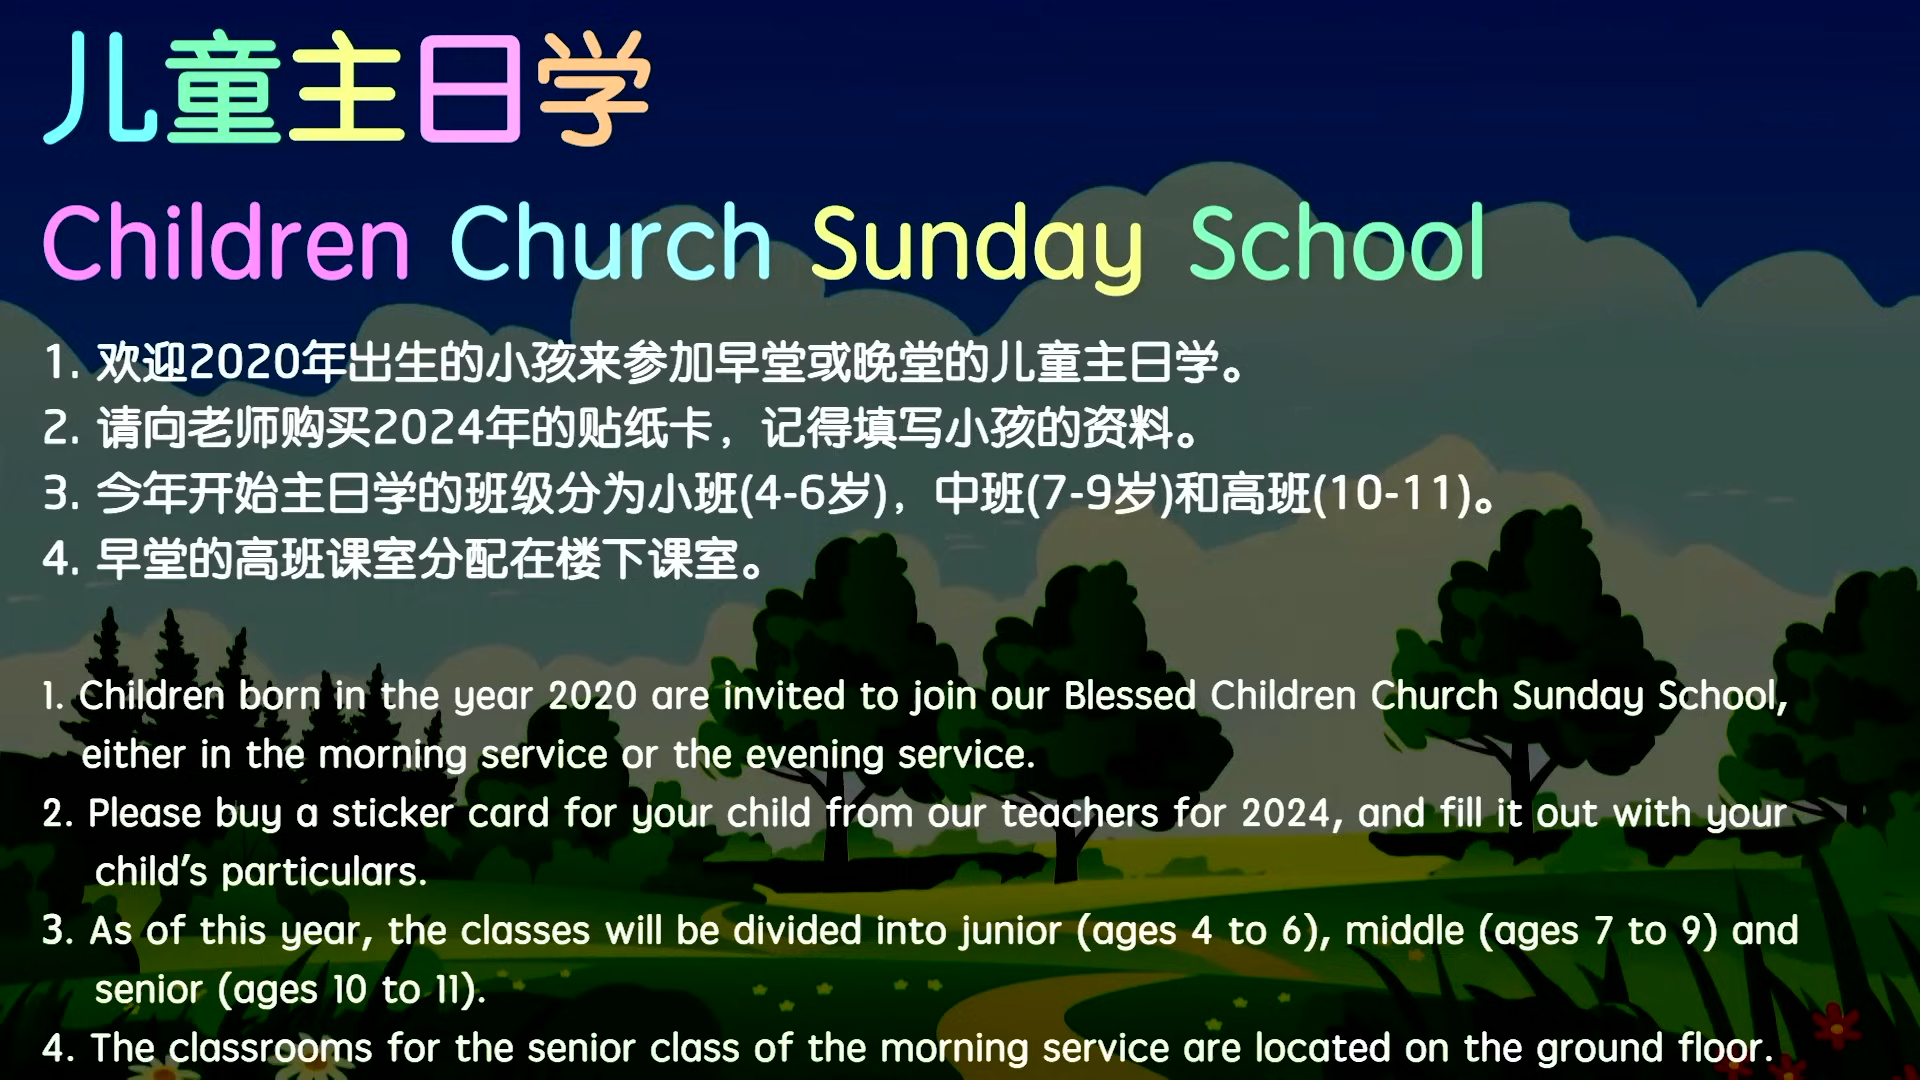 儿童主日学
Children Church Sunday School
1. 欢迎2020年出生的小孩来参加早堂或晚堂的儿童主日学。
2. 请向老师购买2024年的贴纸卡，记得填写小孩的资料。
3. 今年开始主日学的班级分为小班(4-6岁)，中班(7-9岁)和高班(10-11)。
4. 早堂的高班课室分配在楼下课室。
1. Children born in the year 2020 are invited to join our Blessed Children Church Sunday School,
either in the morning service or the evening service.
2. Please buy a sticker card for your child from our teachers for 2024, and fill it out with your
child's particulars.
3. As of this year, the classes will be divided into junior (ages 4 to 6), middle (ages 7 to 9) and
senior (ages 10 to 11).
4. The classrooms for the senior class of the morning service are located on the ground floor.